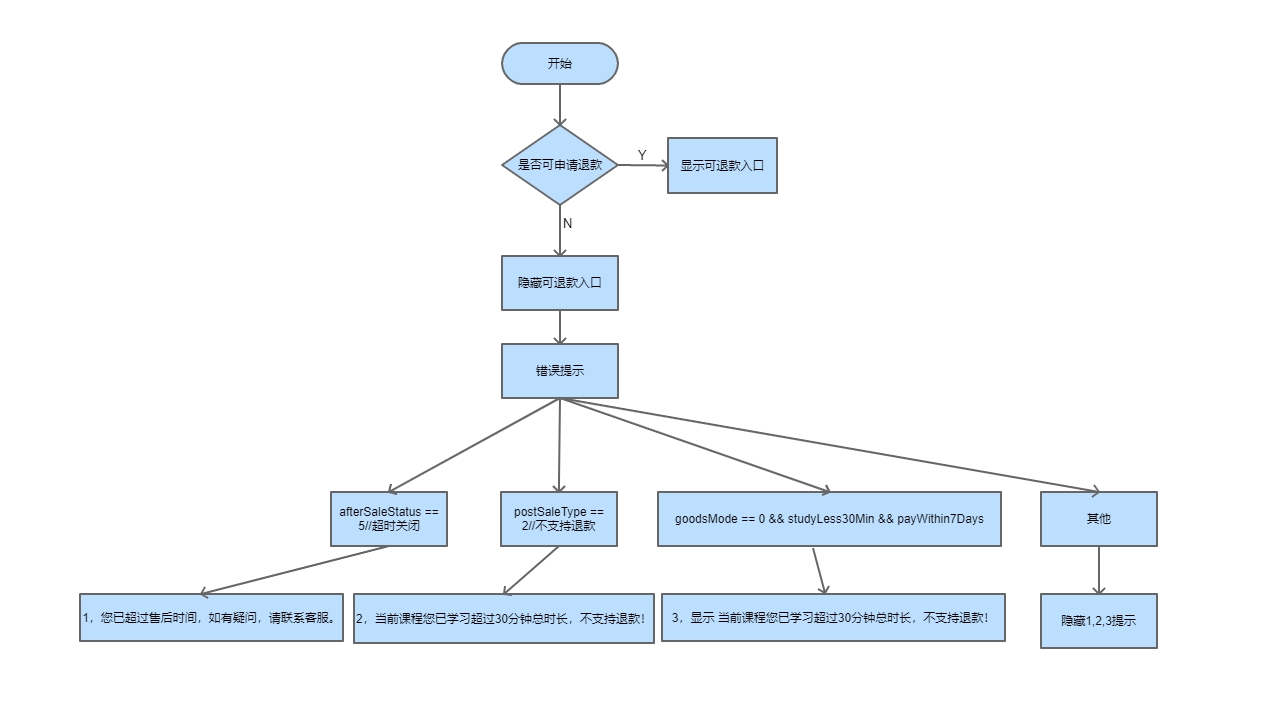 开始
是否可申请退款
Y
显示可退款入口
N
隐藏可退款入口
错误提示
afterSaleStatus ==
5//超时关闭
postSaleType ==
2//不支持退款
goodsMode == 0 && studyLess30Min && payWithin7Days
其他
1，您已超过售后时间，如有疑问，请联系客服。
2，当前课程您已学习超过30分钟总时长，不支持退款！
3，显示 当前课程您已学习超过30分钟总时长，不支持退款！
隐藏1,2,3提示